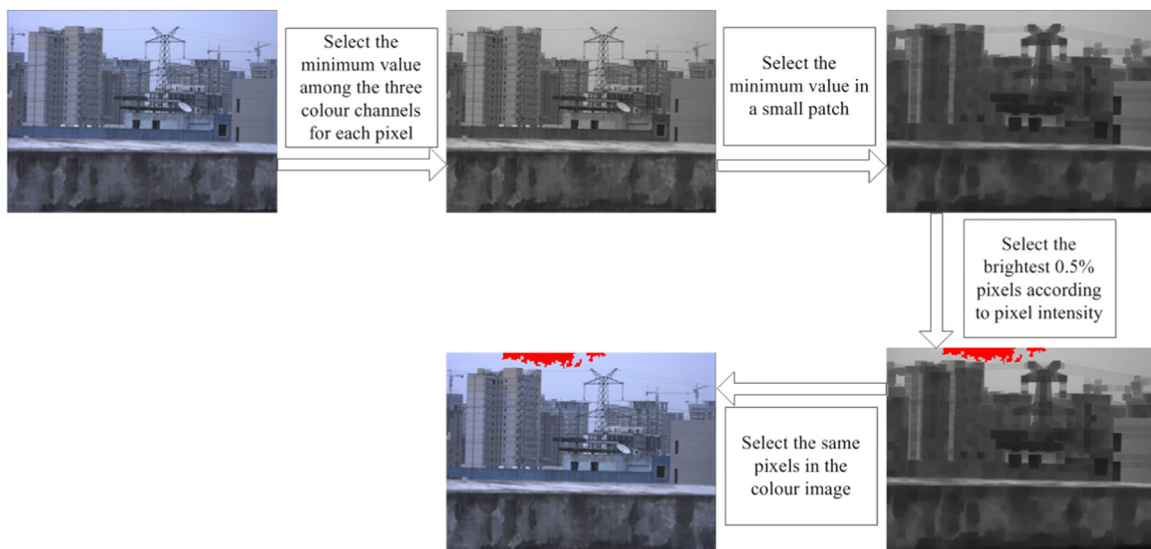 Select the
minimum value
among the three
colour channels
for each pixel
Select the
minimum value in
a small patch
Select the
brightest 0.5%
pixels according
to pixel intensity
Select the same
pixels in the
colour image